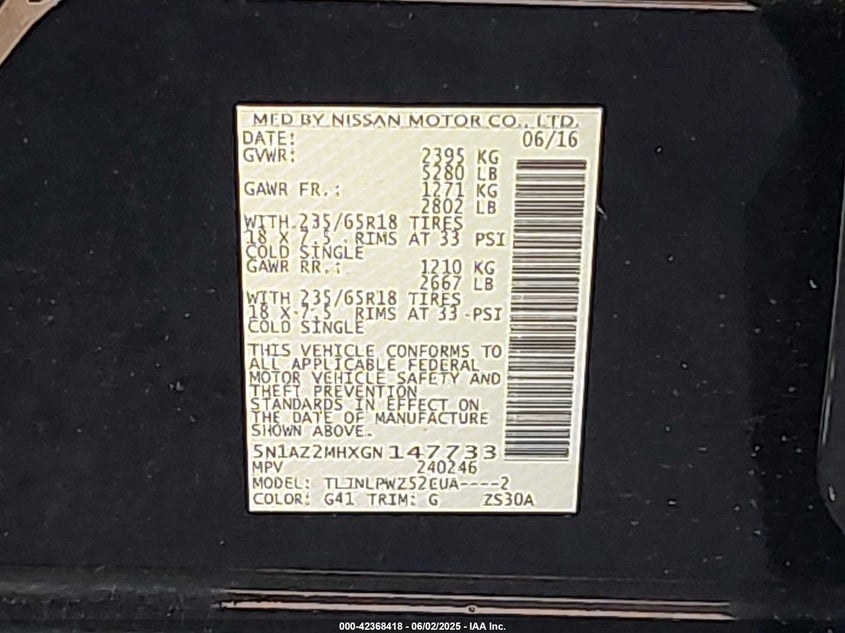 MFD BY NISSAN MOTOR CO., LTD.
DATE: 06/16
GVWR: 2395 KG
5280 LB
GAWR FR.: 1271 KG
2802 LB
WITH 235/65R18 TIRES
18 X 7.5 RIMS AT 33 PSI
COLD SINGLE
GAWR RR.: 1210 KG
2667 LB
WITH 235/65R18 TIRES
18 X 7.5 RIMS AT 33 PSI
COLD SINGLE
THIS VEHICLE CONFORMS TO
ALL APPLICABLE FEDERAL
MOTOR VEHICLE SAFETY AND
THEFT PREVENTION
STANDARDS IN EFFECT ON
THE DATE OF MANUFACTURE
SHOWN ABOVE.
5N1AZ2MHXGN147733
MPV 240246
MODEL: TLJNLPWZ52EUA----2
COLOR: G41 TRIM: G ZS30A
000-42368418 - 06/02/2025 - IAA Inc.